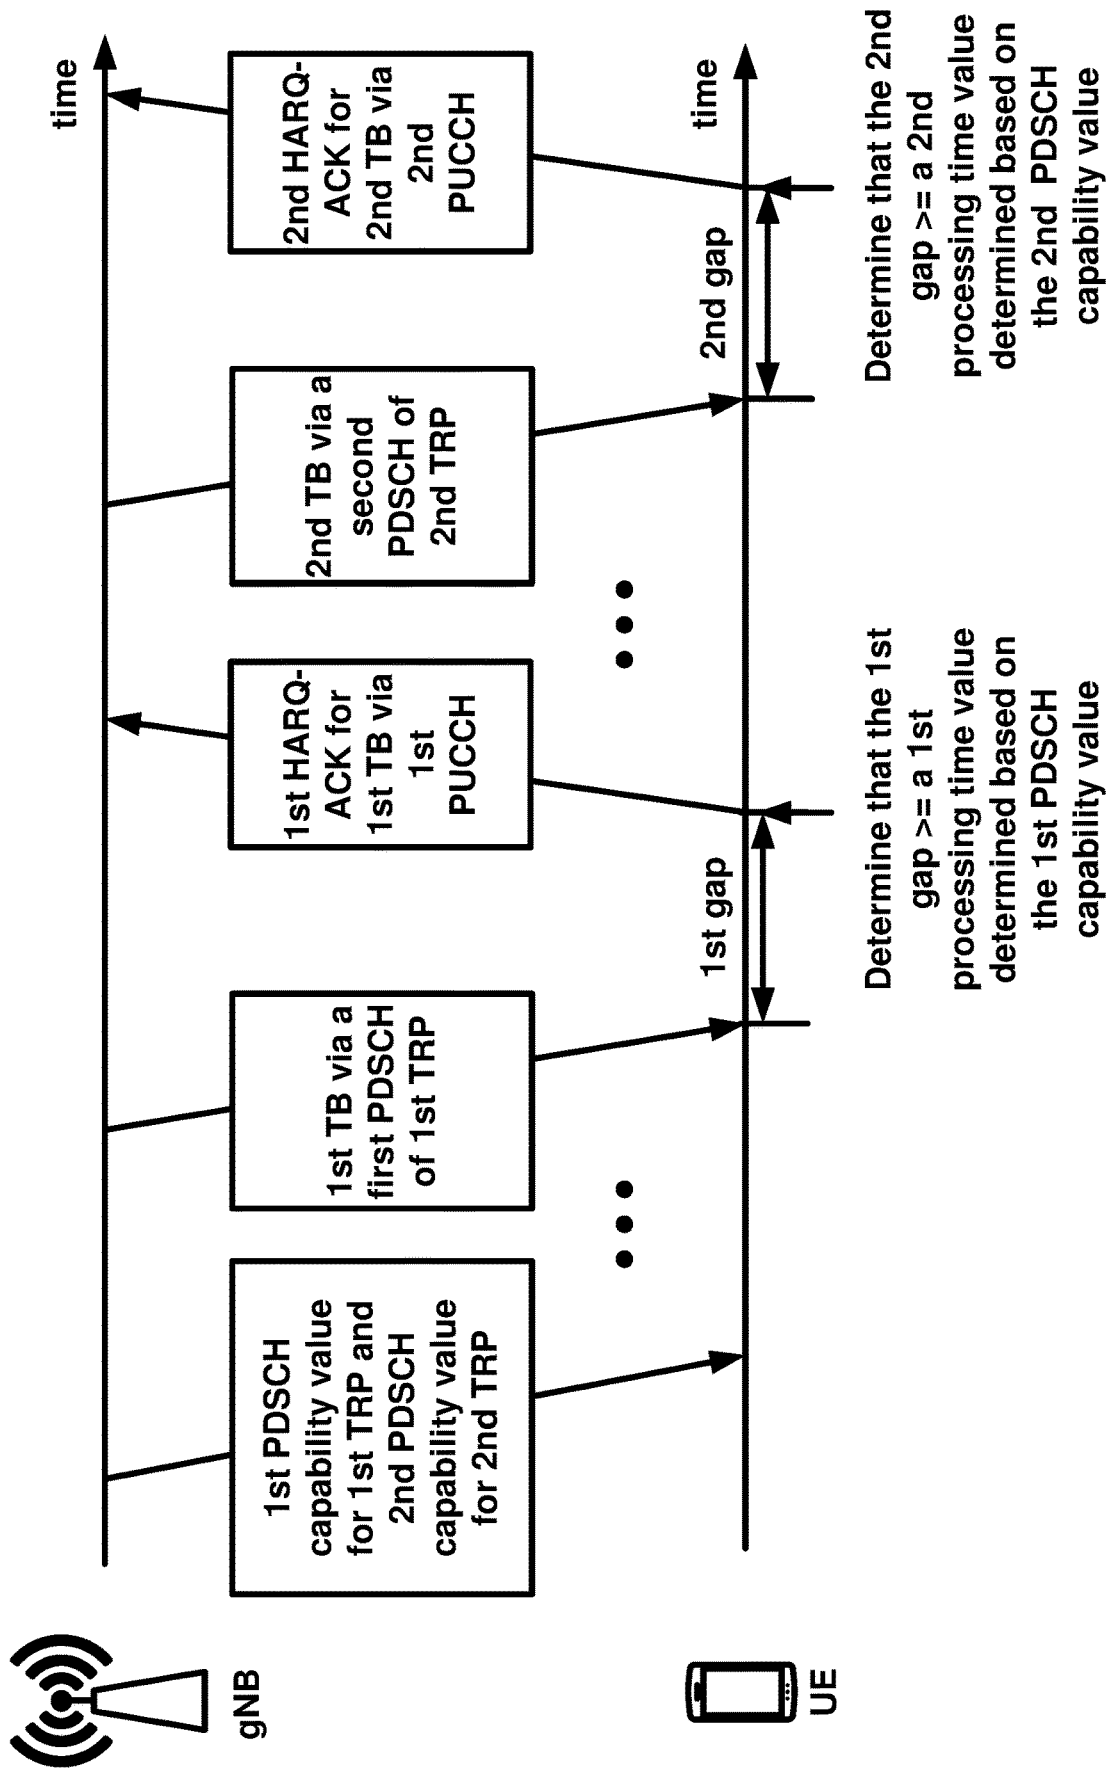 gNB
time
1st PDSCH
capability value
for 1st TRP and
2nd PDSCH
capability value
for 2nd TRP
1st TB via a
first PDSCH
of 1st TRP
1st HARQ-
ACK for
1st TB via
1st
PUCCH
2nd TB via a
second
PDSCH of
2nd TRP
2nd HARQ-
ACK for
2nd TB via
2nd
PUCCH
UE
1st gap
2nd gap
time
Determine that the 1st
gap >= a 1st
processing time value
determined based on
the 1st PDSCH
capability value
Determine that the 2nd
gap >= a 2nd
processing time value
determined based on
the 2nd PDSCH
capability value